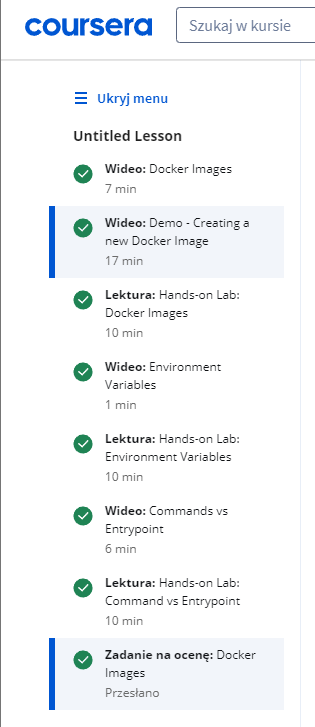 coursera
Szukaj w kursie
Ukryj menu
Untitled Lesson
Wideo: Docker Images
7 min
Wideo: Demo - Creating a
new Docker Image
17 min
Lektura: Hands-on Lab:
Docker Images
10 min
Wideo: Environment
Variables
1 min
Lektura: Hands-on Lab:
Environment Variables
10 min
Wideo: Commands vs
Entrypoint
6 min
Lektura: Hands-on Lab:
Command vs Entrypoint
10 min
Zadanie na ocenę: Docker
Images
Przesłano